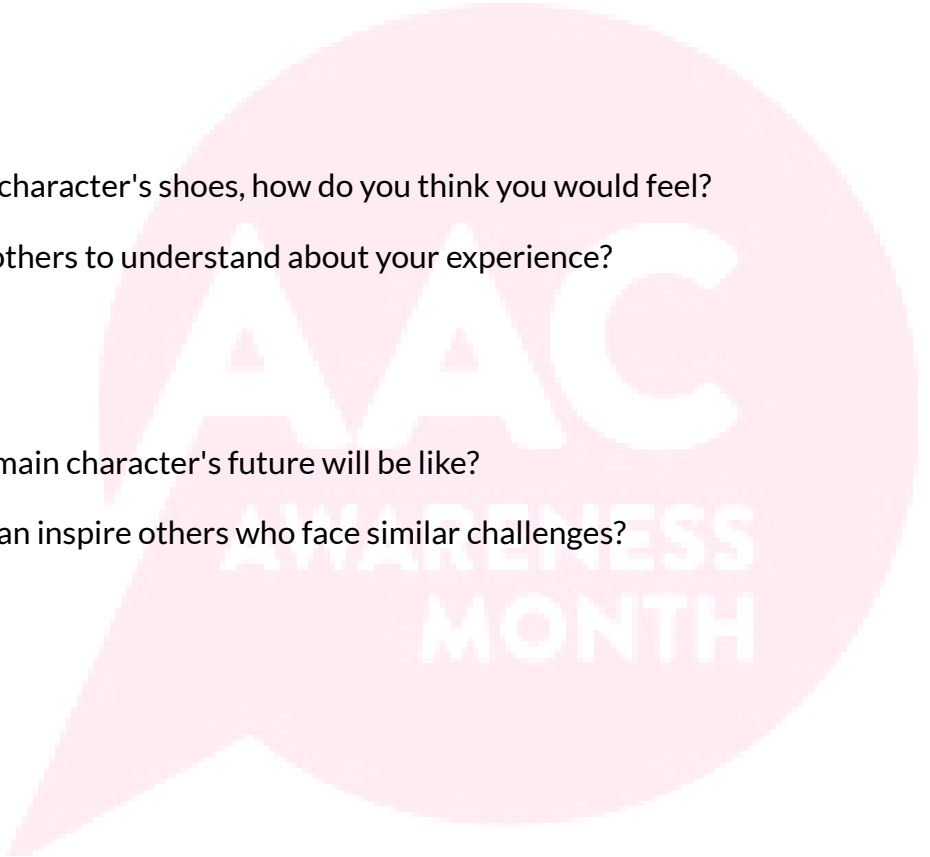 character's shoes, how do you think you would feel?
others to understand about your experience?
AAC
main character's future will be like?
an inspire others who face similar challenges?
AWARENESS
MONTH